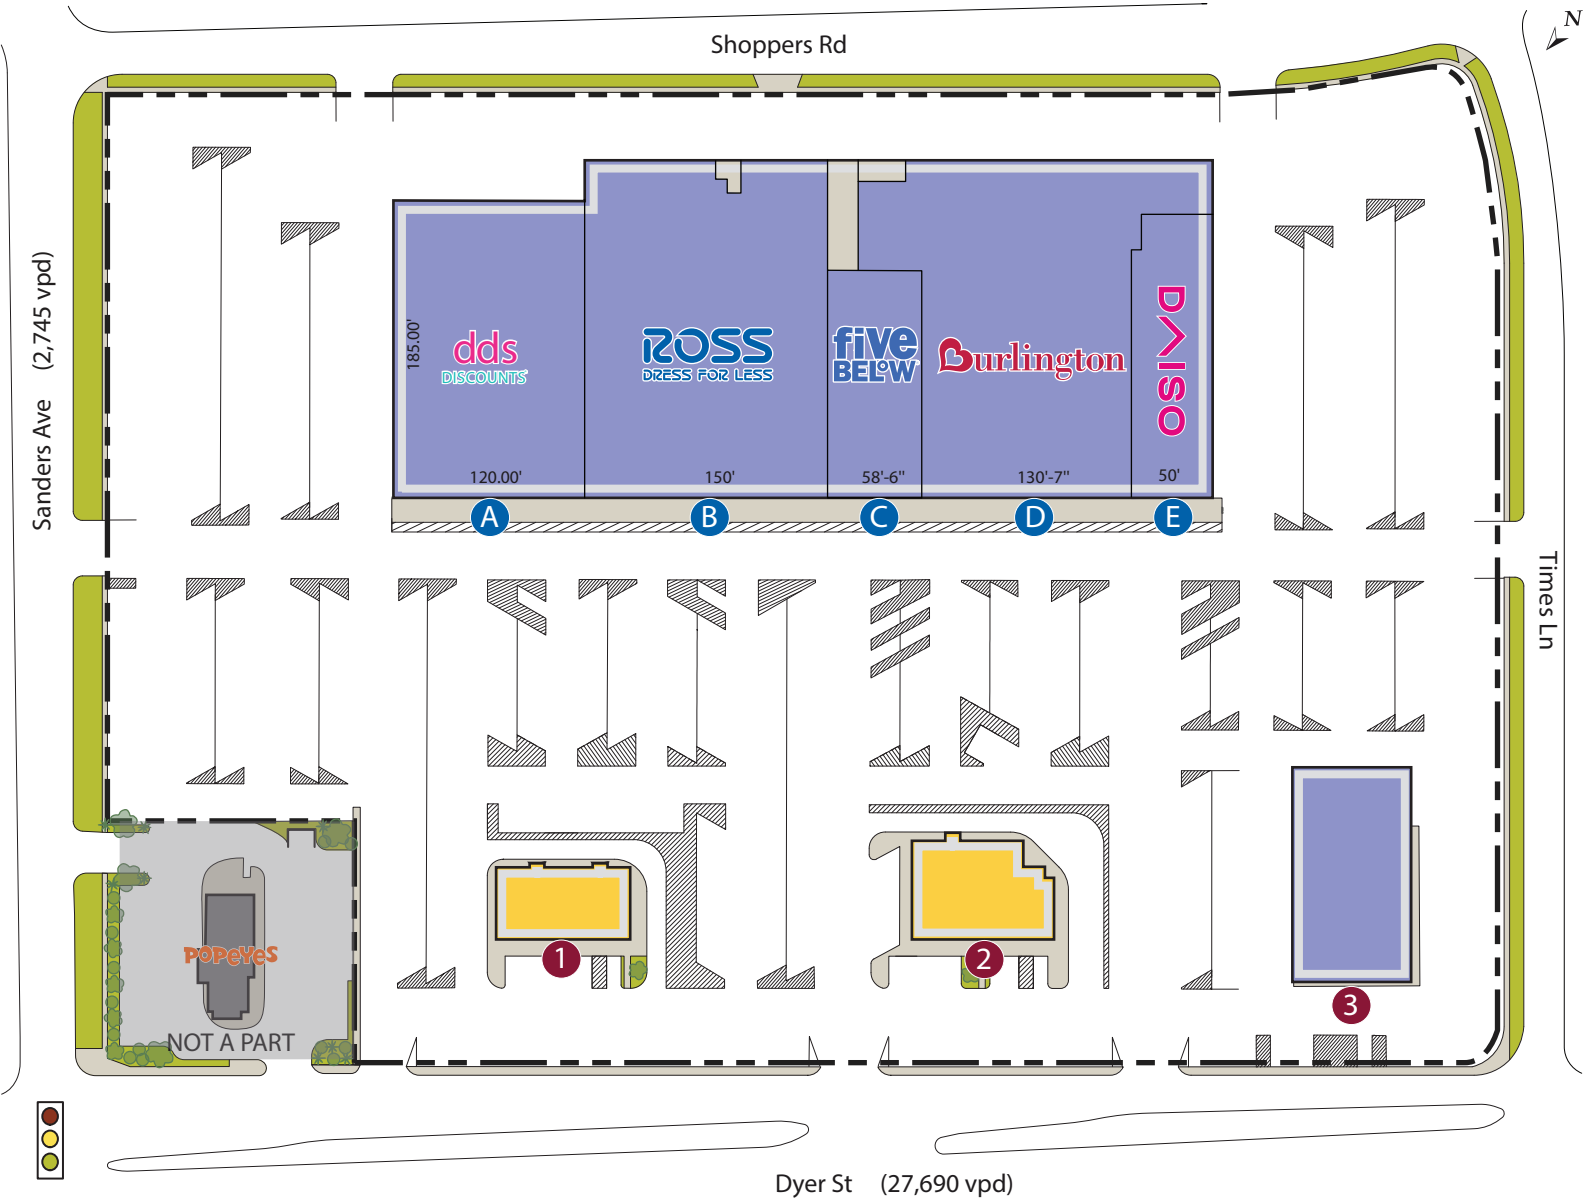 Shoppers Rd
N
Sanders Ave (2,745 vpd)
185.00'
dds
DISCOUNTS
ROSS
DRESS FOR LESS
five
BELOW
Burlington
DAISO
120.00'
150'
58'-6"
130'-7"
50'
A
B
C
D
E
Times Ln
POPEYES
NOT A PART
1
2
3
Dyer St (27,690 vpd)